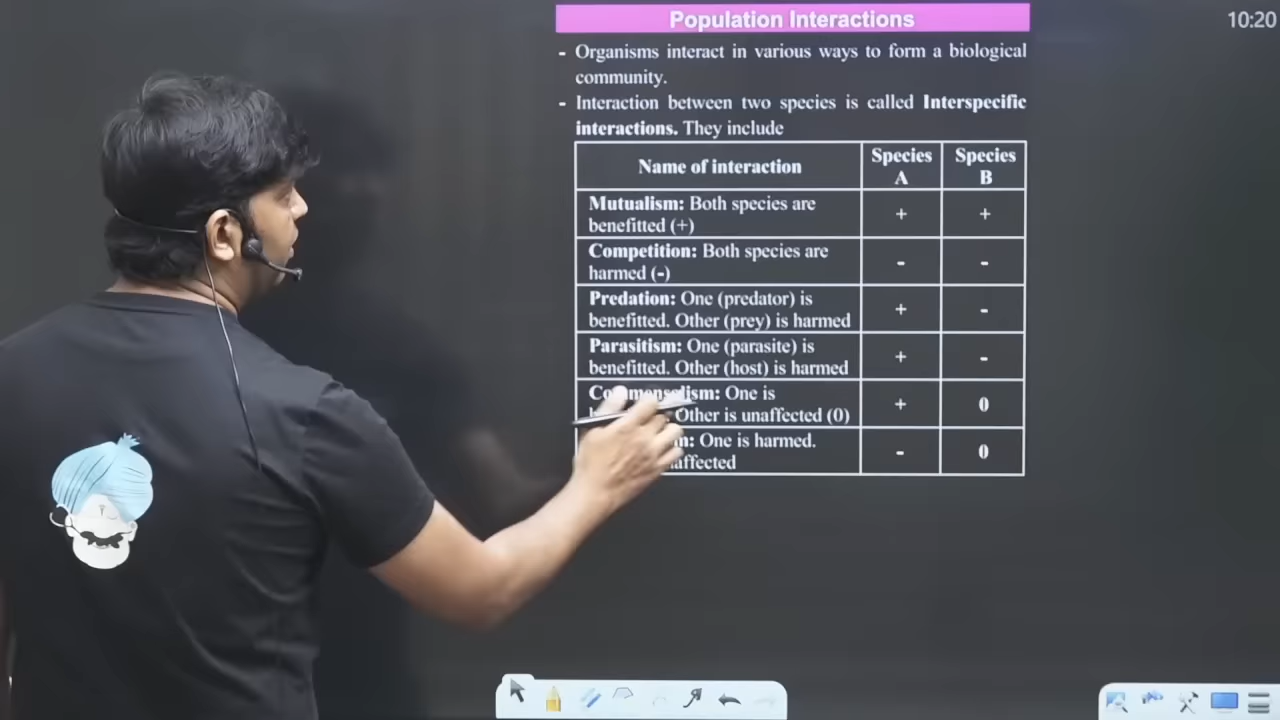 Population Interactions
10:20
- Organisms interact in various ways to form a biological
community.
- Interaction between two species is called Interspecific
interactions. They include
Name of interaction
Species
A
Species
B
Mutualism: Both species are
benefitted (+)
+
+
Competition: Both species are
harmed (-)
-
-
Predation: One (predator) is
benefitted. Other (prey) is harmed
+
-
Parasitism: One (parasite) is
benefitted. Other (host) is harmed
+
-
Commensalism: One is
Other is unaffected (0)
+
0
One is harmed.
-
0